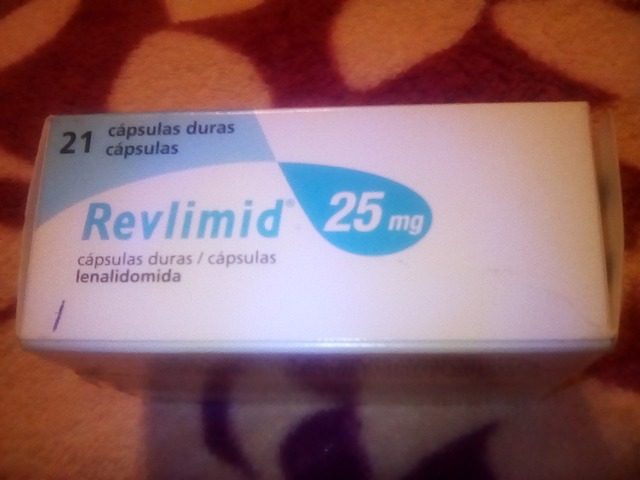 21 cápsulas duras
cápsulas
Revlimid® 25 mg
cápsulas duras / cápsulas
lenalidomida